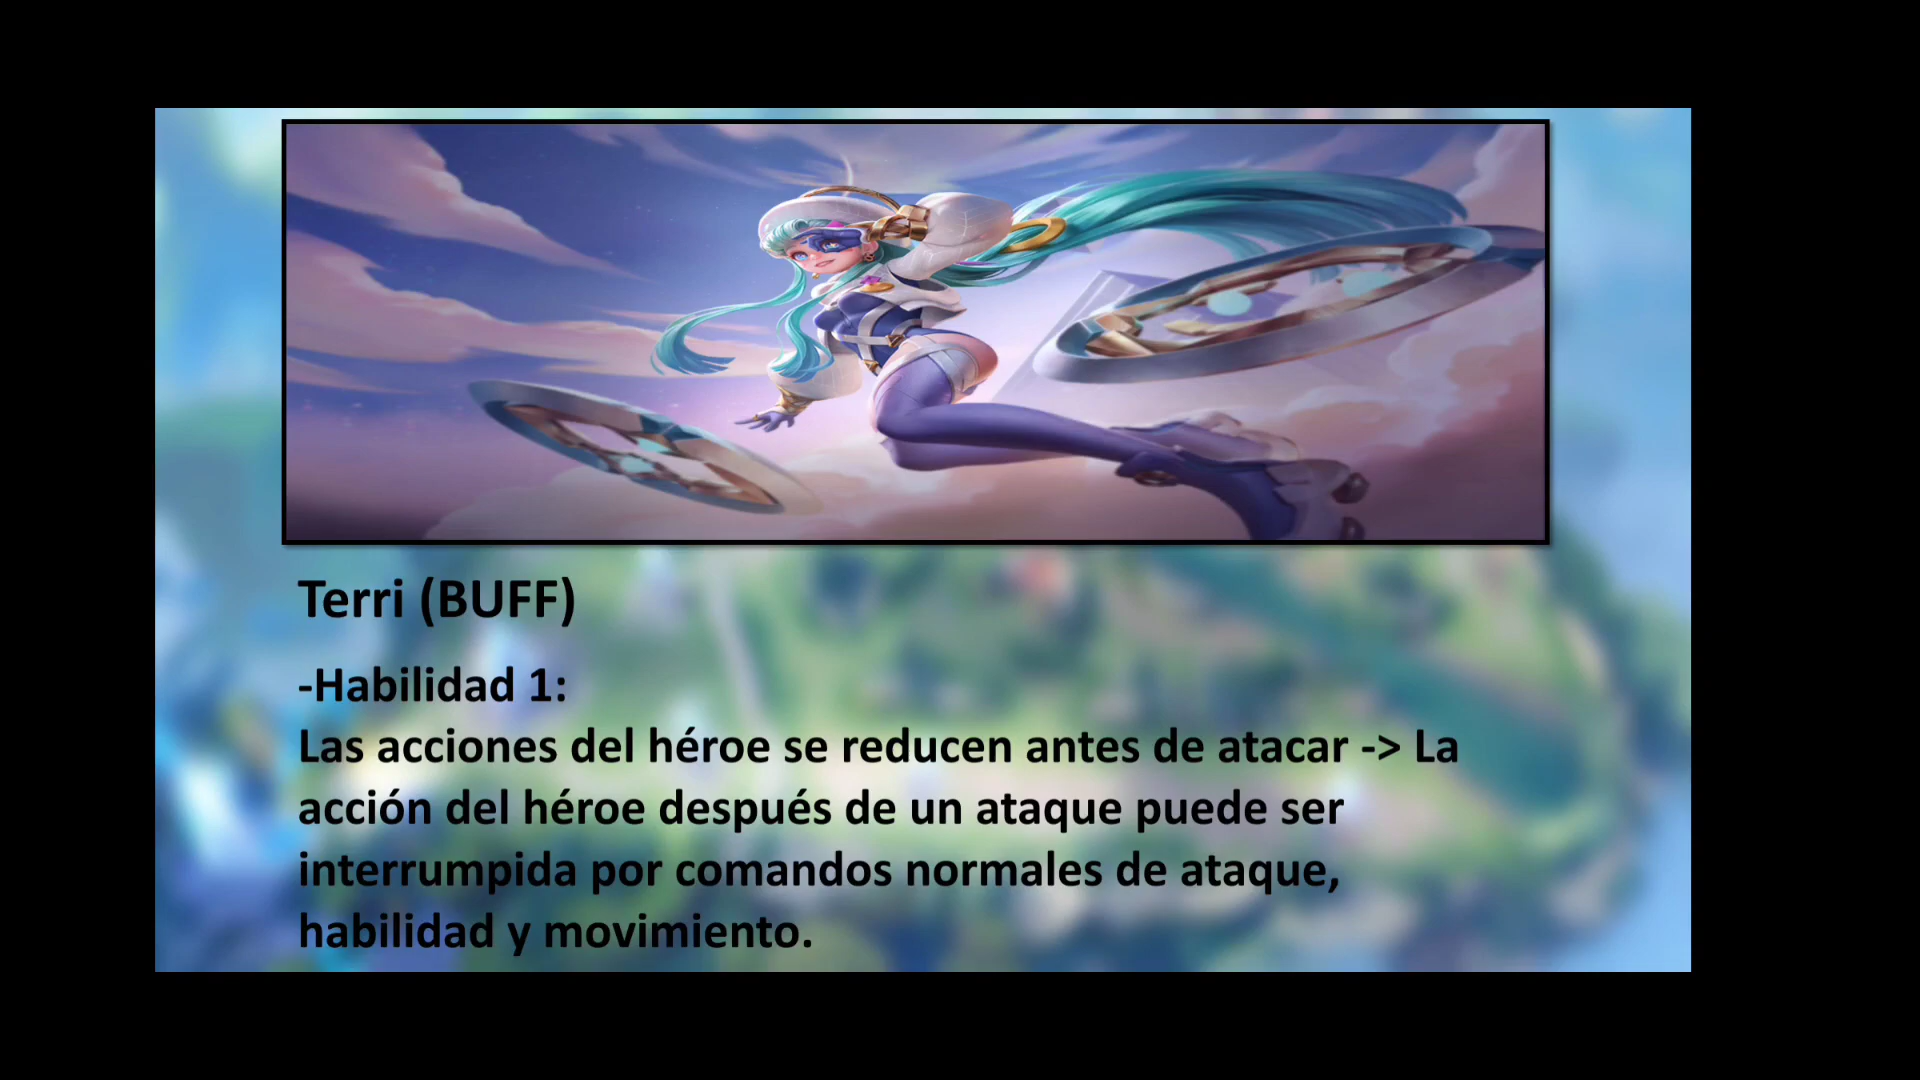 Terri (BUFF)
-Habilidad 1:
Las acciones del héroe se reducen antes de atacar -> La
acción del héroe después de un ataque puede ser
interrumpida por comandos normales de ataque,
habilidad y movimiento.